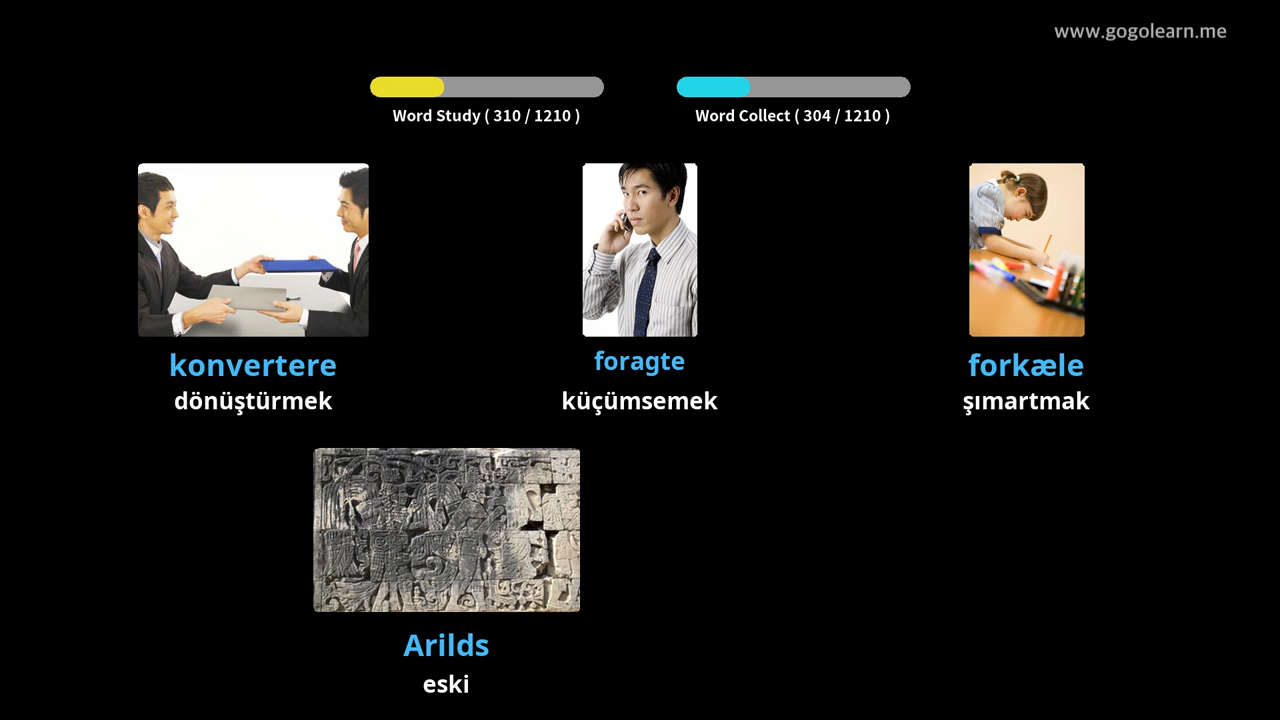 www.gogolearn.me
Word Study ( 310 / 1210 )
Word Collect ( 304 / 1210 )
konvertere
dönüştürmek
foragte
küçümsemek
forkæle
şımartmak
Arilds
eski